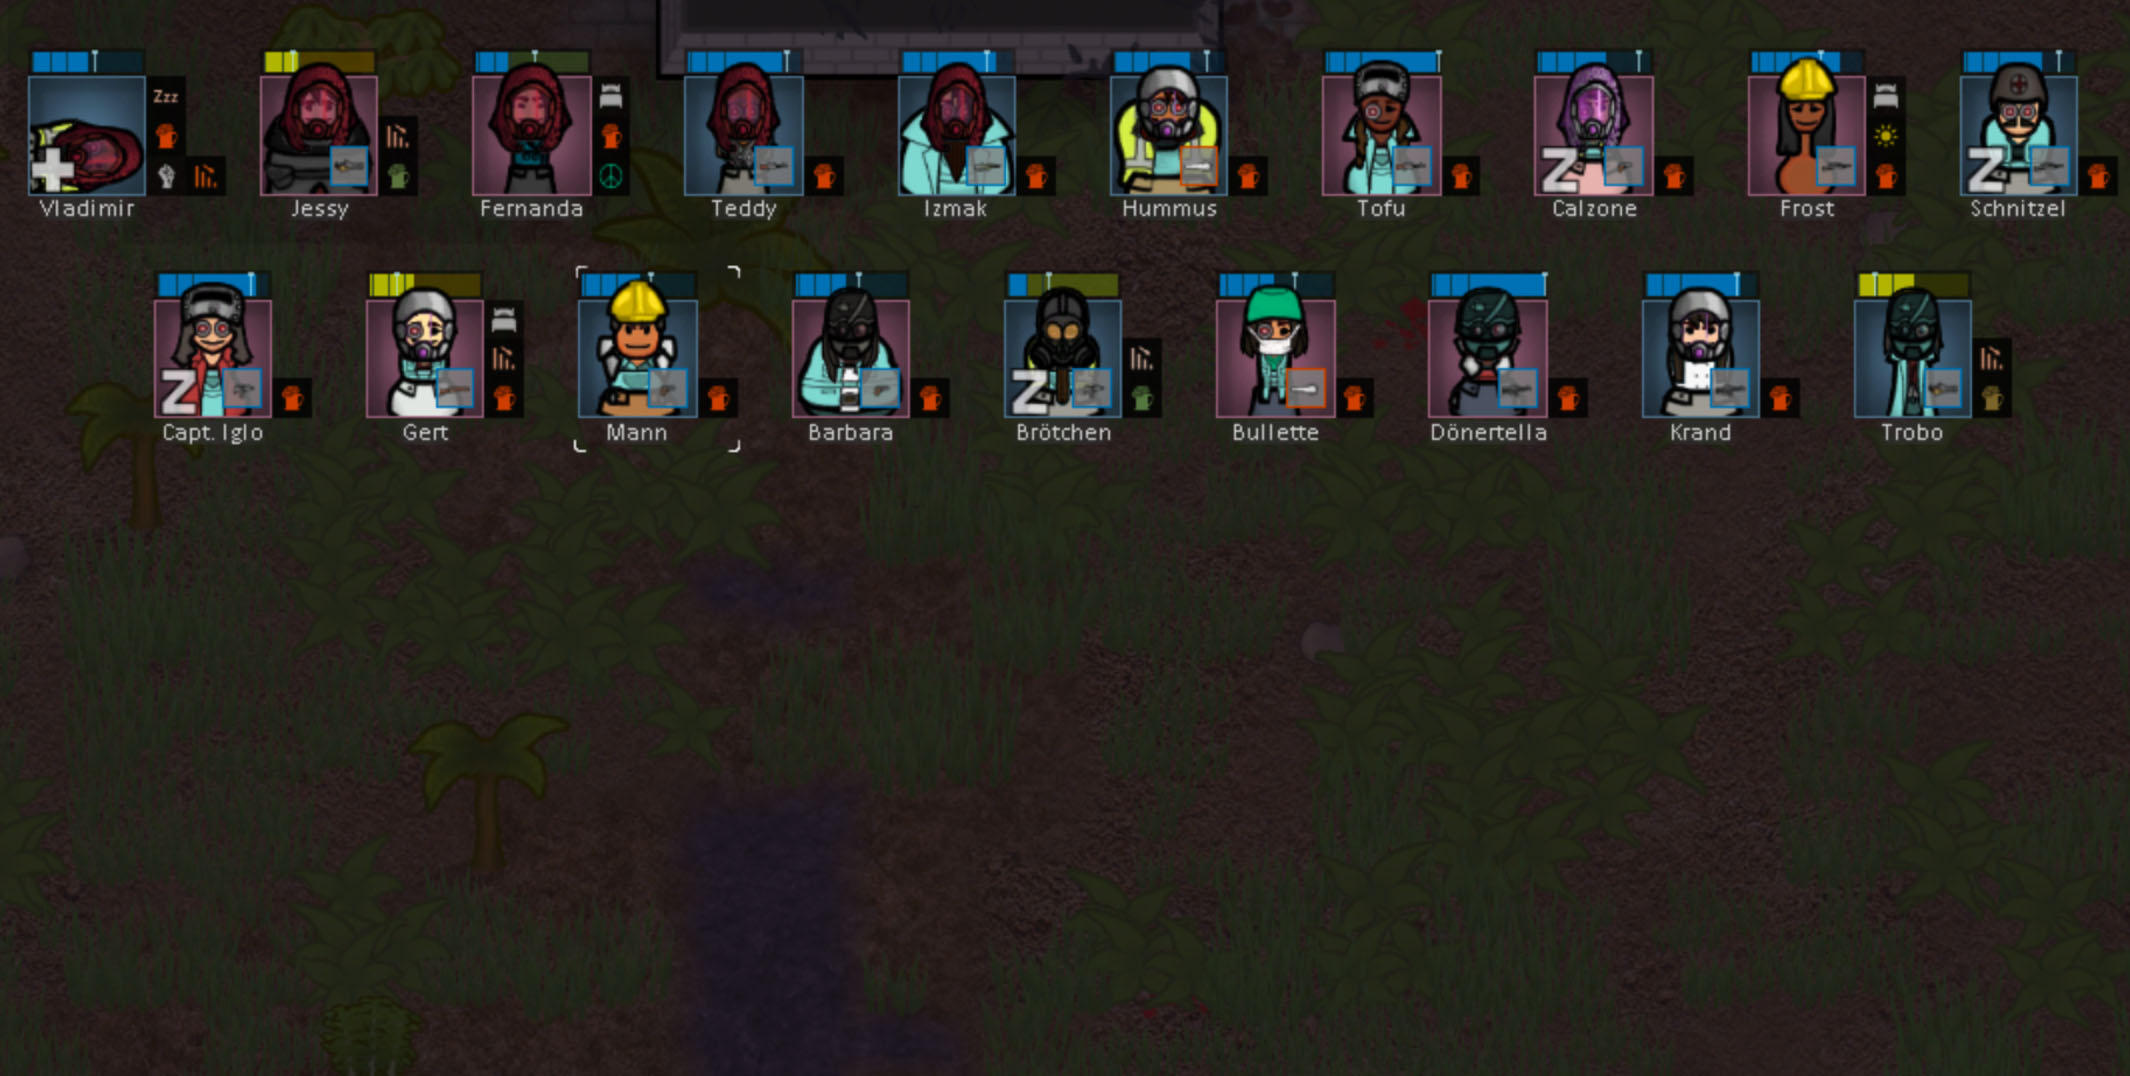 Zzz
Vladimir
Jessy
Fernanda
Teddy
Izmak
Hummus
Tofu
Z
Calzone
Frost
Z
Schnitzel
Z
Capt. Iglo
Gert
Mann
Barbara
Z
Brötchen
Bullette
Dönertella
Krand
Trobo